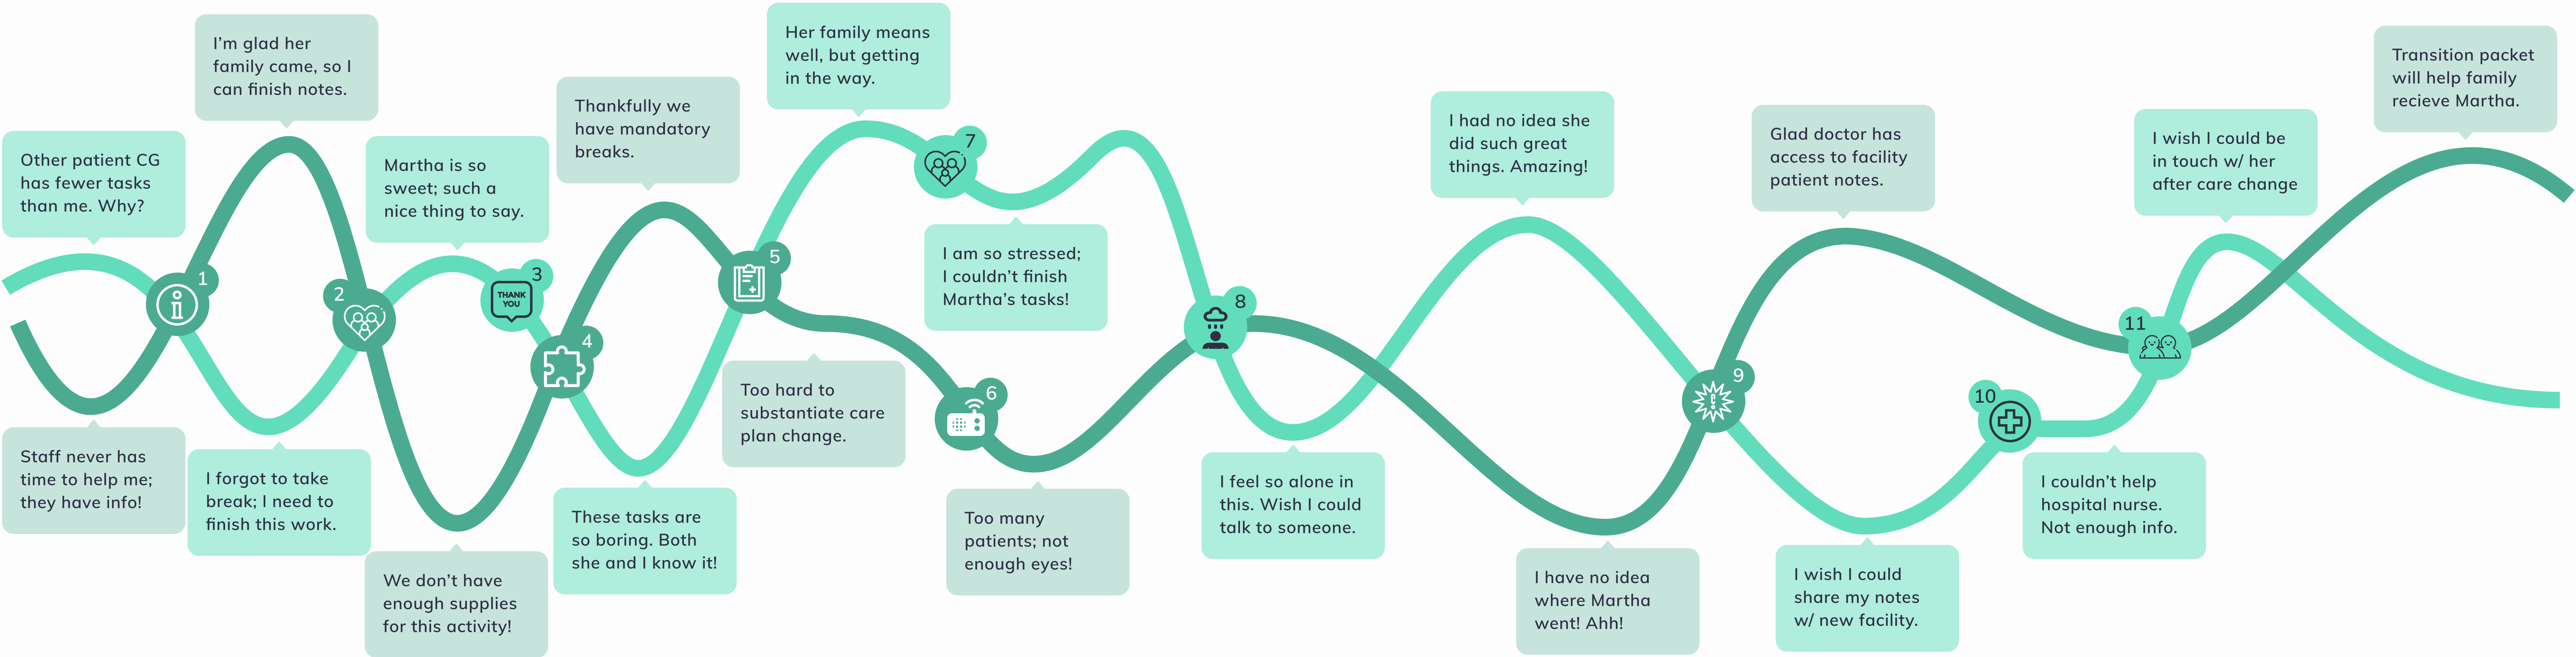 Other patient CG
has fewer tasks
than me. Why?
Staff never has
time to help me;
they have info!
1
I'm glad her
family came, so I
can finish notes.
I forgot to take
break; I need to
finish this work.
2
Martha is so
sweet; such a
nice thing to say.
We don't have
enough supplies
for this activity!
3
THANK
YOU
4
Thankfully we
have mandatory
breaks.
These tasks are
so boring. Both
she and I know it!
5
Her family means
well, but getting
in the way.
Too hard to
substantiate care
plan change.
6
7
I am so stressed;
I couldn't finish
Martha's tasks!
Too many
patients; not
enough eyes!
8
I feel so alone in
this. Wish I could
talk to someone.
I had no idea she
did such great
things. Amazing!
I have no idea
where Martha
went! Ahh!
9
Glad doctor has
access to facility
patient notes.
I wish I could
share my notes
w/ new facility.
10
I couldn't help
hospital nurse.
Not enough info.
11
I wish I could be
in touch w/ her
after care change
Transition packet
will help family
recieve Martha.